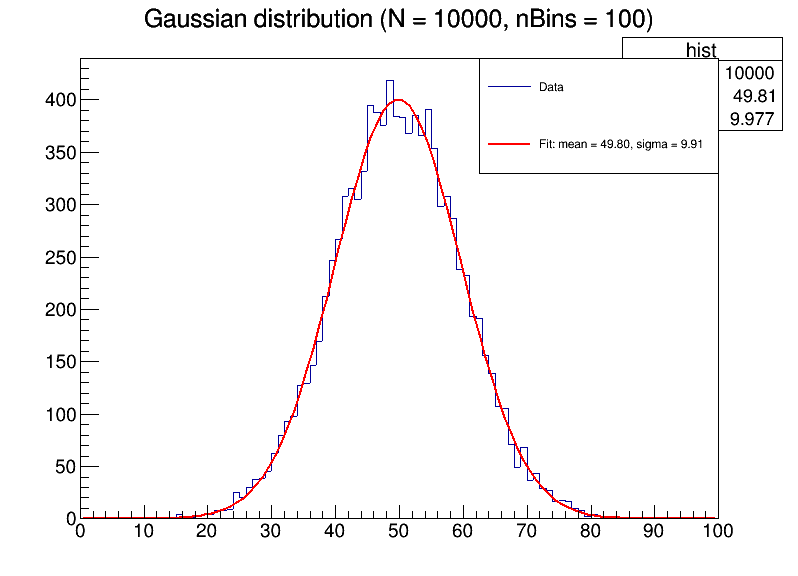 Gaussian distribution (N = 10000, nBins = 100)
hist
10000
49.81
9.977
Data
Fit: mean = 49.80, sigma = 9.91
400
350
300
250
200
150
100
50
0
0 10 20 30 40 50 60 70 80 90 100